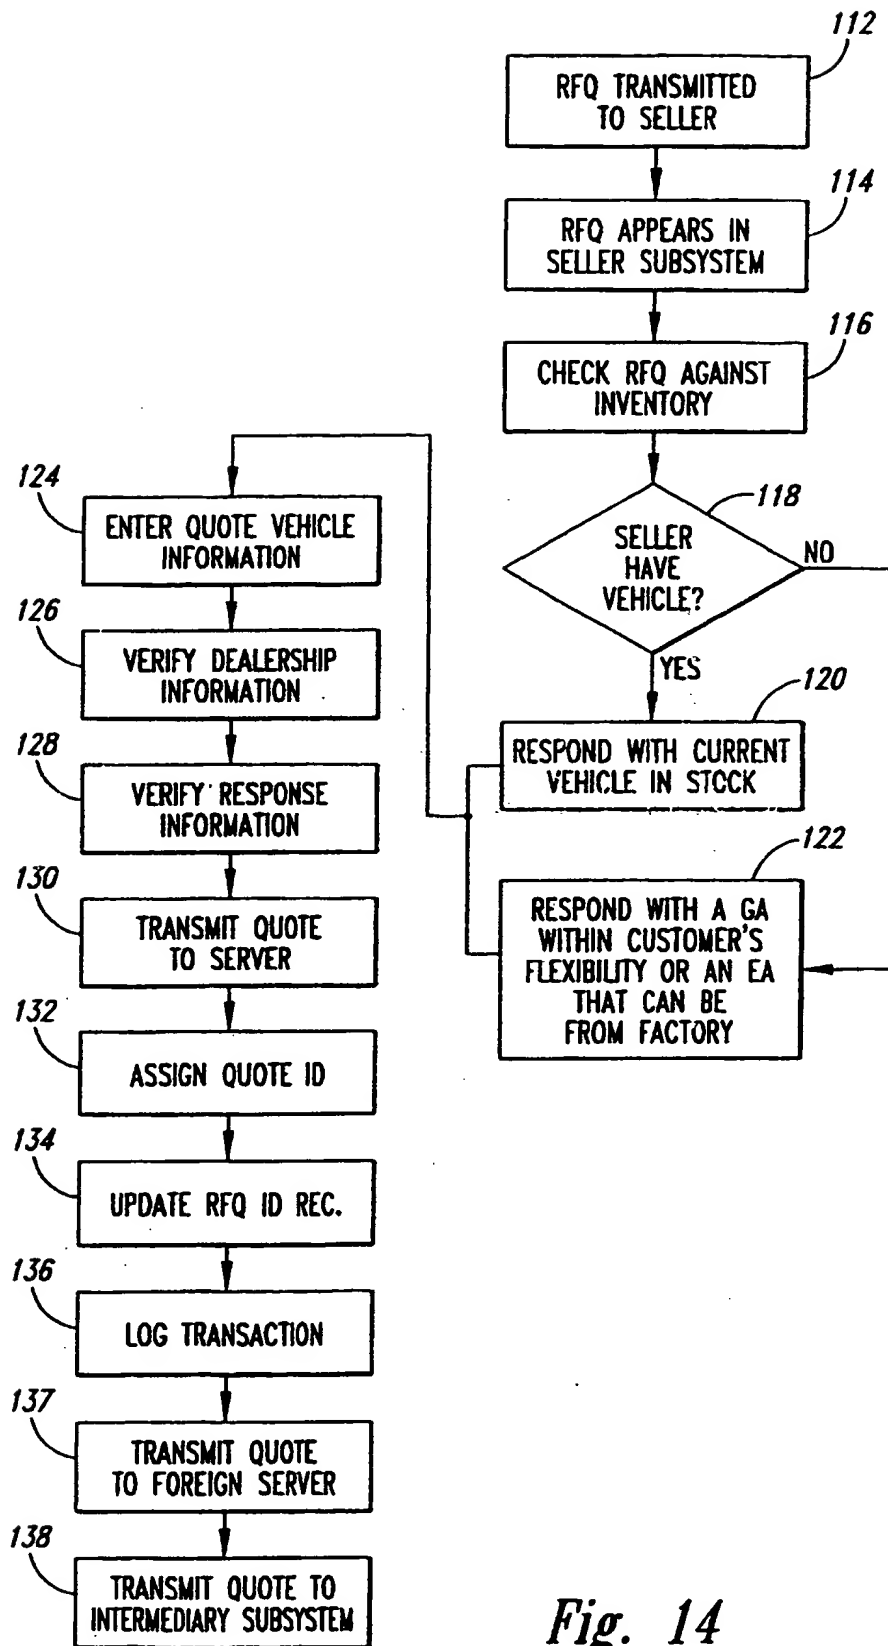 112
RFQ TRANSMITTED
TO SELLER
114
RFQ APPEARS IN
SELLER SUBSYSTEM
116
CHECK RFQ AGAINST
INVENTORY
118
SELLER
HAVE
VEHICLE?
NO
YES
120
RESPOND WITH CURRENT
VEHICLE IN STOCK
122
RESPOND WITH A GA
WITHIN CUSTOMER'S
FLEXIBILITY OR AN EA
THAT CAN BE
FROM FACTORY
124
ENTER QUOTE VEHICLE
INFORMATION
126
VERIFY DEALERSHIP
INFORMATION
128
VERIFY RESPONSE
INFORMATION
130
TRANSMIT QUOTE
TO SERVER
132
ASSIGN QUOTE ID
134
UPDATE RFQ ID REC.
136
LOG TRANSACTION
137
TRANSMIT QUOTE
TO FOREIGN SERVER
138
TRANSMIT QUOTE TO
INTERMEDIARY SUBSYSTEM
Fig. 14